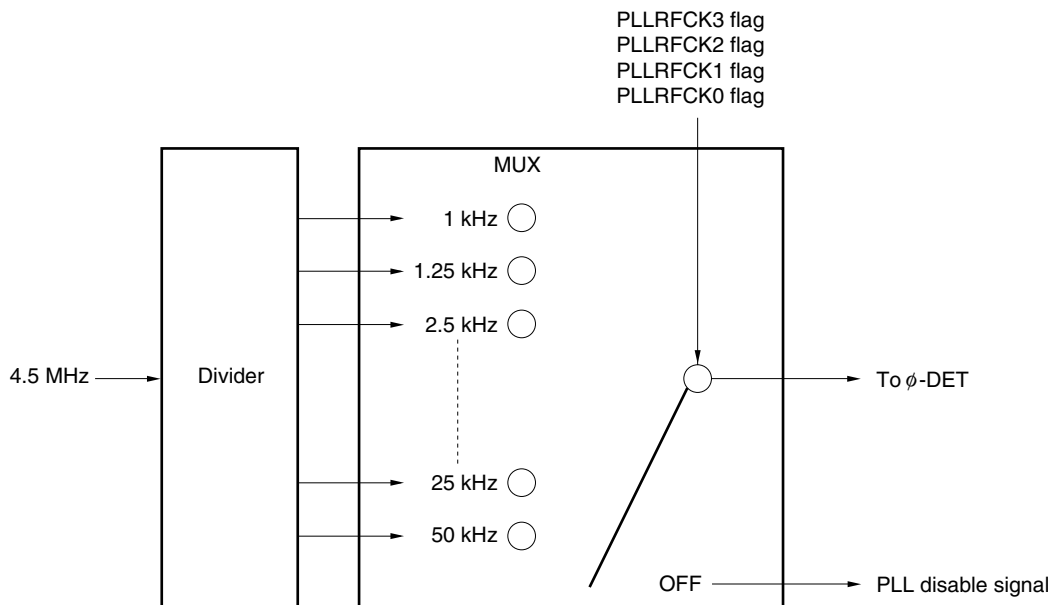 PLLRFCK3 flag
PLLRFCK2 flag
PLLRFCK1 flag
PLLRFCK0 flag
MUX
1 kHz
1.25 kHz
2.5 kHz
4.5 MHz
Divider
To ϕ-DET
25 kHz
50 kHz
OFF
PLL disable signal